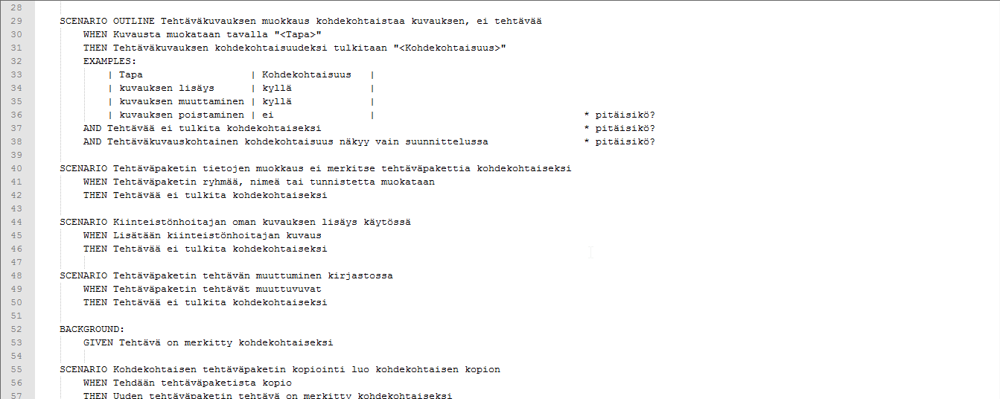 28
29 SCENARIO OUTLINE Tehtäväkuvauksen muokkaus kohdekohtaistaa kuvauksen, ei tehtävää
30 WHEN Kuvausta muokataan tavalla "<Tapa>"
31 THEN Tehtäväkuvauksen kohdekohtaisuudeksi tulkitaan "<Kohdekohtaisuus>"
32 EXAMPLES:
33 | Tapa | Kohdekohtaisuus |
34 | kuvauksen lisäys | kyllä |
35 | kuvauksen muuttaminen | kyllä |
36 | kuvauksen poistaminen | ei | * pitäisikö?
37 AND Tehtävää ei tulkita kohdekohtaiseksi * pitäisikö?
38 AND Tehtäväkuvauskohtainen kohdekohtaisuus näkyy vain suunnittelussa * pitäisikö?
39
40 SCENARIO Tehtäväpaketin tietojen muokkaus ei merkitse tehtäväpakettia kohdekohtaiseksi
41 WHEN Tehtäväpaketin ryhmää, nimeä tai tunnistetta muokataan
42 THEN Tehtävää ei tulkita kohdekohtaiseksi
43
44 SCENARIO Kiinteistönhoitajan oman kuvauksen lisäys käytössä
45 WHEN Lisätään kiinteistönhoitajan kuvaus
46 THEN Tehtävää ei tulkita kohdekohtaiseksi
47
48 SCENARIO Tehtäväpaketin tehtävän muuttuminen kirjastossa
49 WHEN Tehtäväpaketin tehtävät muuttuvuvat
50 THEN Tehtävää ei tulkita kohdekohtaiseksi
51
52 BACKGROUND:
53 GIVEN Tehtävä on merkitty kohdekohtaiseksi
54
55 SCENARIO Kohdekohtaisen tehtäväpaketin kopiointi luo kohdekohtaisen kopion
56 WHEN Tehdään tehtäväpaketista kopio
57 THEN Uuden tehtäväpaketin tehtävä on merkitty kohdekohtaiseksi